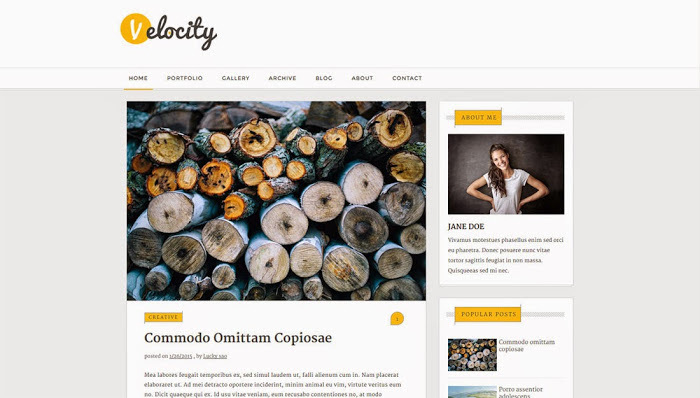 Velocity
HOME PORTFOLIO GALLERY ARCHIVE BLOG ABOUT CONTACT
CREATIVE
1
Commodo Omittam Copiosae
posted on 1/26/2015 , by Lucky sao
Mea labores feugait temporibus ex, sed simul laudem ut, falli alienum cum in. Nam placerat
elaboraret ut. Ad mei detracto oportere inciderint, minim animal eu vim, virtute veritus eum
no. Dicit quaeque qui ex. Id usu vitae veniam, eum recusabo contentiones no, at modo
ABOUT ME
JANE DOE
Vivamus motestues phasellus enim sed orci
eu pharetra. Donec posuere nunc vitae
tortor sagittis feugiat in non massa.
Quisqueeas sed mi nec.
POPULAR POSTS
Commodo omittam
copiosae
Porro assentior
adolescens